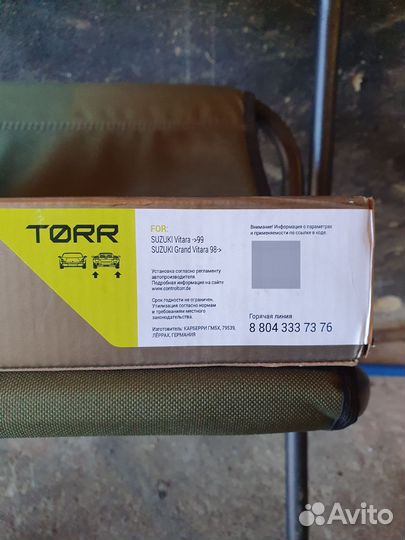 TØRR
FOR:
SUZUKI Vitara ->99
SUZUKI Grand Vitara 98->
Установка согласно регламенту
автопроизводителя.
Подробная информация на сайте
www.controltorr.de
Срок годности не ограничен.
Утилизация согласно нормам
и требованиям местного
законодательства.
Изготовитель: КАРБЕРРИ ГМБХ, 79539,
ЛЁРРАХ, ГЕРМАНИЯ
Внимание! Информация о параметрах
и применяемости по ссылке в коде.
Горячая линия
8 804 333 73 76
Avito